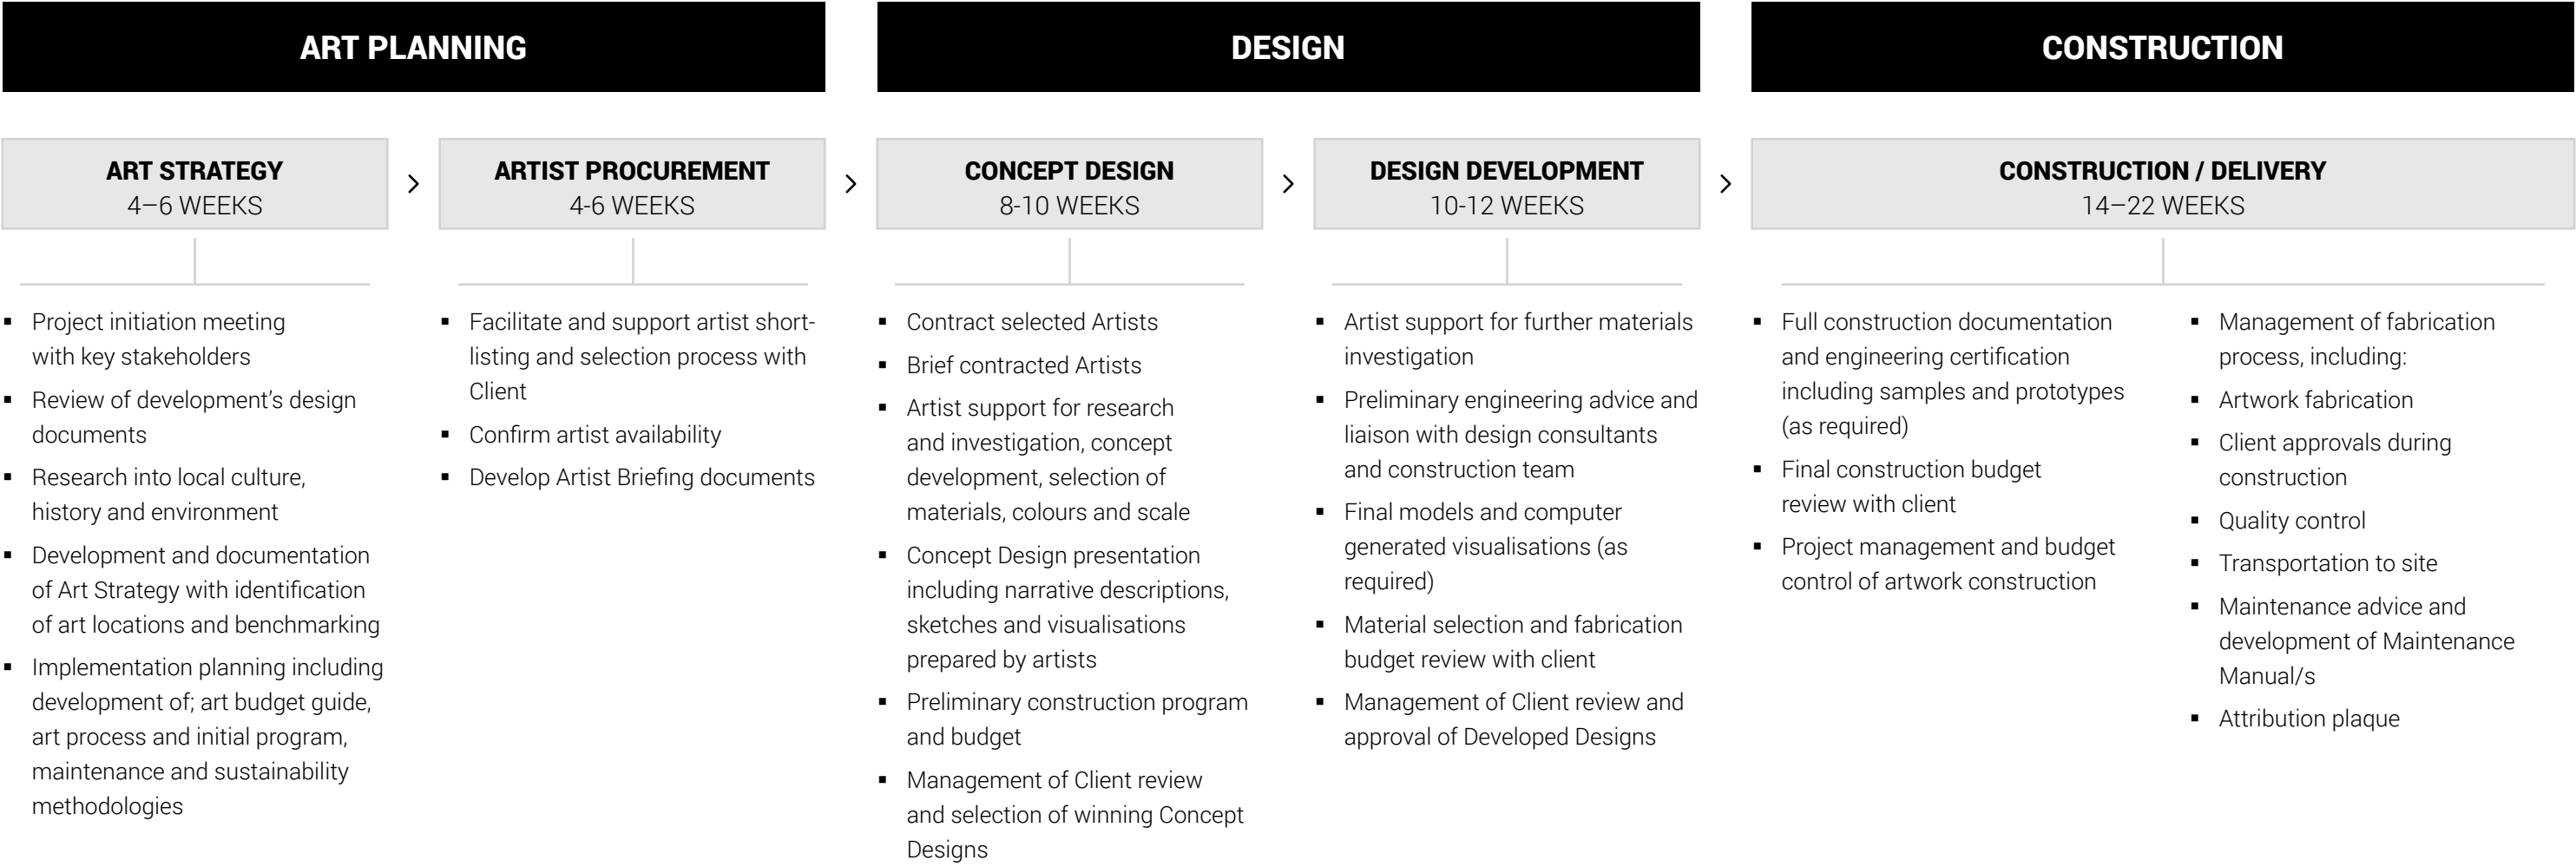 ART PLANNING
ART STRATEGY
4–6 WEEKS
▪ Project initiation meeting
with key stakeholders
▪ Review of development’s design
documents
▪ Research into local culture,
history and environment
▪ Development and documentation
of Art Strategy with identification
of art locations and benchmarking
▪ Implementation planning including
development of; art budget guide,
art process and initial program,
maintenance and sustainability
methodologies
>
ARTIST PROCUREMENT
4-6 WEEKS
▪ Facilitate and support artist short-
listing and selection process with
Client
▪ Confirm artist availability
▪ Develop Artist Briefing documents
>
DESIGN
CONCEPT DESIGN
8-10 WEEKS
▪ Contract selected Artists
▪ Brief contracted Artists
▪ Artist support for research
and investigation, concept
development, selection of
materials, colours and scale
▪ Concept Design presentation
including narrative descriptions,
sketches and visualisations
prepared by artists
▪ Preliminary construction program
and budget
▪ Management of Client review
and selection of winning Concept
Designs
>
DESIGN DEVELOPMENT
10-12 WEEKS
▪ Artist support for further materials
investigation
▪ Preliminary engineering advice and
liaison with design consultants
and construction team
▪ Final models and computer
generated visualisations (as
required)
▪ Material selection and fabrication
budget review with client
▪ Management of Client review and
approval of Developed Designs
>
CONSTRUCTION
CONSTRUCTION / DELIVERY
14–22 WEEKS
▪ Full construction documentation
and engineering certification
including samples and prototypes
(as required)
▪ Final construction budget
review with client
▪ Project management and budget
control of artwork construction
▪ Management of fabrication
process, including:
▪ Artwork fabrication
▪ Client approvals during
construction
▪ Quality control
▪ Transportation to site
▪ Maintenance advice and
development of Maintenance
Manual/s
▪ Attribution plaque